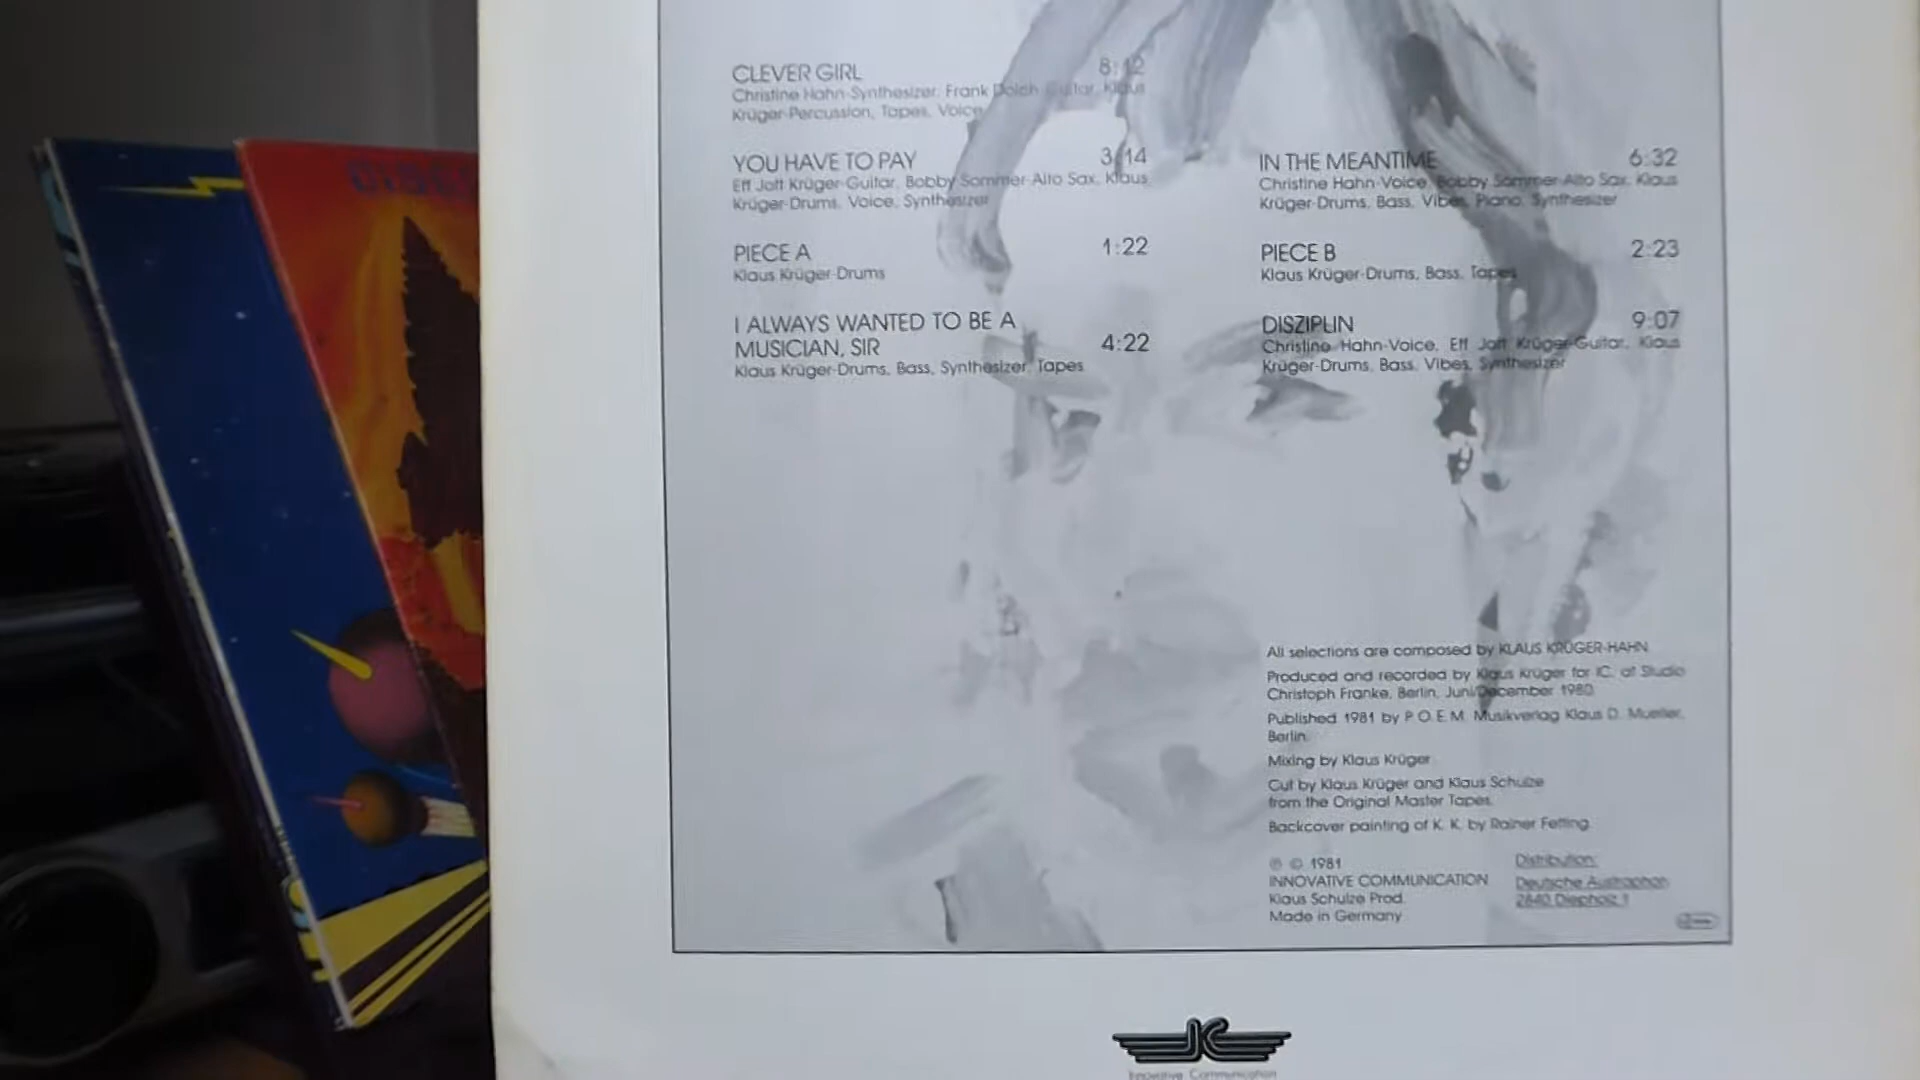 CLEVER GIRL 8:12
Christine Hahn-Synthesizer, Frank Dolch Guitar, Klaus
Krüger-Percussion, Tapes, Voice
YOU HAVE TO PAY 3:14
Eff Jott Krüger-Guitar, Bobby Sommer-Alto Sax, Klaus
Krüger-Drums, Voice, Synthesizer
PIECE A 1:22
Klaus Krüger-Drums
I ALWAYS WANTED TO BE A
MUSICIAN, SIR 4:22
Klaus Krüger-Drums, Bass, Synthesizer, Tapes
IN THE MEANTIME 6:32
Christine Hahn-Voice, Bobby Sommer-Alto Sax, Klaus
Krüger-Drums, Bass, Vibes, Piano, Synthesizer
PIECE B 2:23
Klaus Krüger-Drums, Bass, Tapes
DISZIPLIN 9:07
Christine Hahn-Voice, Eff Jott Krüger-Guitar, Klaus
Krüger-Drums, Bass, Vibes, Synthesizer
All selections are composed by KLAUS KRÜGER-HAHN
Produced and recorded by Klaus Krüger for IC. at Studio
Christoph Franke, Berlin, Juni/December 1980
Published 1981 by P.O.E.M. Musikverlag Klaus D. Mueller,
Berlin.
Mixing by Klaus Krüger
Cut by Klaus Krüger and Klaus Schulze
from the Original Master Tapes.
Backcover painting of K. K. by Rainer Fetting
℗ © 1981
INNOVATIVE COMMUNICATION
Klaus Schulze Prod.
Made in Germany
Distribution:
Deutsche Austrophon
2840 Diepholz 1
IC
Innovative Communication